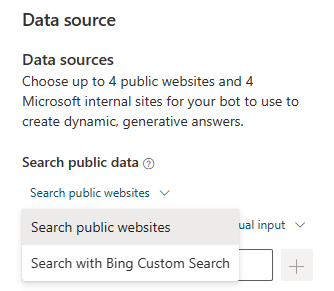 Data source
Data sources
Choose up to 4 public websites and 4
Microsoft internal sites for your bot to use to
create dynamic, generative answers.
Search public data
Search public websites
Search public websites
ual input
Search with Bing Custom Search